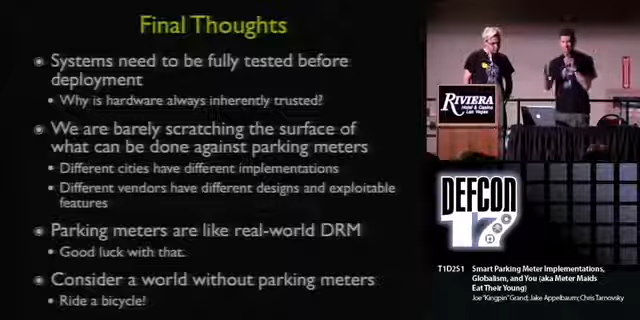 Final Thoughts
Systems need to be fully tested before
deployment
Why is hardware always inherently trusted?
We are barely scratching the surface of
what can be done against parking meters
Different cities have different implementations
Different vendors have different designs and exploitable
features
Parking meters are like real-world DRM
Good luck with that.
Consider a world without parking meters
Ride a bicycle!
RIVIERA
Hotel & Casino
Las Vegas
DEFCON
17
T1D2S1 Smart Parking Meter Implementations,
Globalism, and You (aka Meter Maids
Eat Their Young)
Joe "Kingpin" Grand; Jake Appelbaum; Chris Tarnovsky